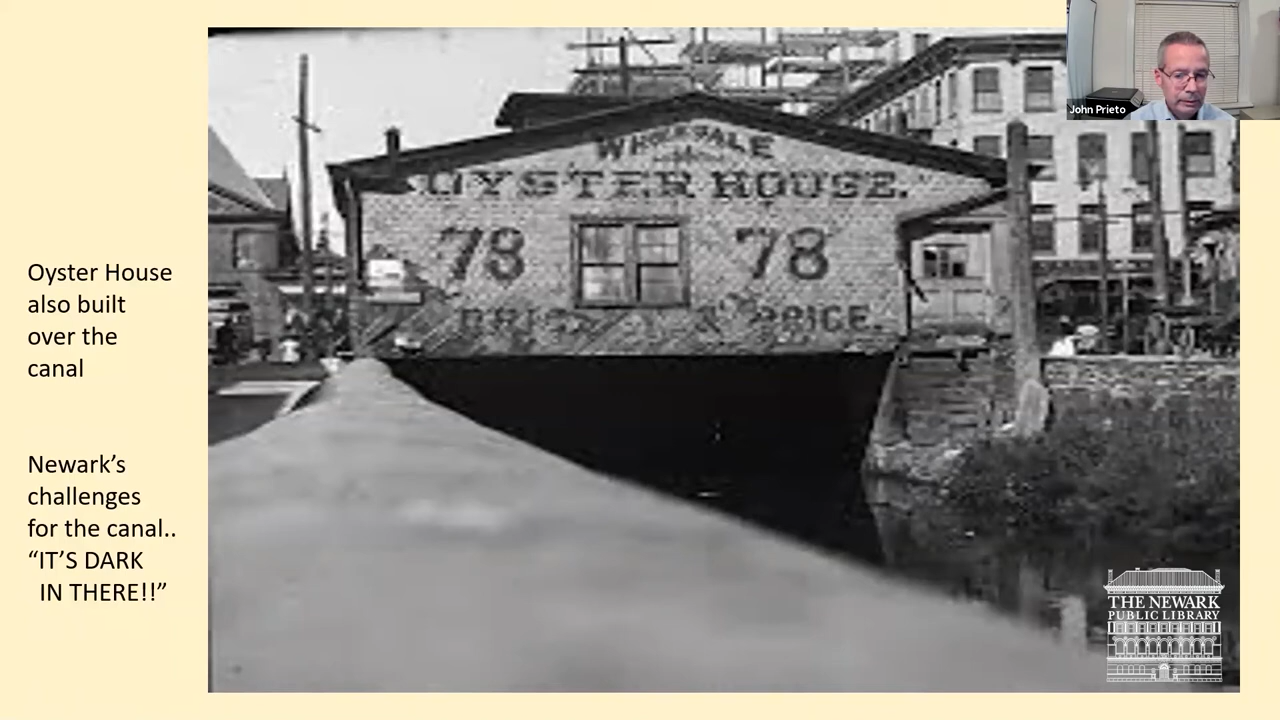 John Prieto
WHOLESALE
OYSTER HOUSE.
78 78
PRICE.
Oyster House
also built
over the
canal
Newark’s
challenges
for the canal..
“IT’S DARK
IN THERE!!”
THE NEWARK
PUBLIC LIBRARY